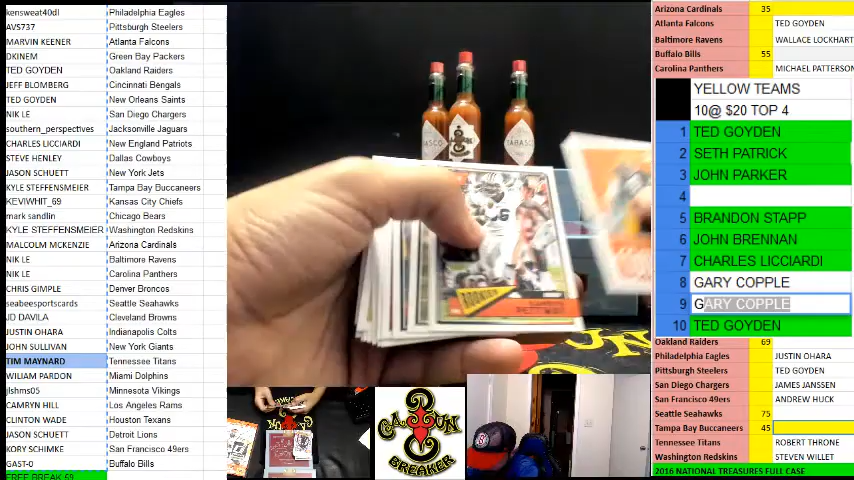 kensweat40dl Philadelphia Eagles
AVS737 Pittsburgh Steelers
MARVIN KEENER Atlanta Falcons
DKINEM Green Bay Packers
TED GOYDEN Oakland Raiders
JEFF BLOMBERG Cincinnati Bengals
TED GOYDEN New Orleans Saints
NIK LE San Diego Chargers
southern_perspectives Jacksonville Jaguars
CHARLES LICCIARDI New England Patriots
STEVE HENLEY Dallas Cowboys
JASON SCHUETT New York Jets
KYLE STEFFENSMEIER Tampa Bay Buccaneers
KEVIWHIT_69 Kansas City Chiefs
mark sandlin Chicago Bears
KYLE STEFFENSMEIER Washington Redskins
MALCOLM MCKENZIE Arizona Cardinals
NIK LE Baltimore Ravens
NIK LE Carolina Panthers
CHRIS GIMPLE Denver Broncos
seabeesportscards Seattle Seahawks
JD DAVILA Cleveland Browns
JUSTIN OHARA Indianapolis Colts
JOHN SULLIVAN New York Giants
TIM MAYNARD Tennessee Titans
WILIAM PARDON Miami Dolphins
jlshms05 Minnesota Vikings
CAMRYN HILL Los Angeles Rams
CLINTON WADE Houston Texans
JASON SCHUETT Detroit Lions
KORY SCHIMKE San Francisco 49ers
GAST-0 Buffalo Bills
FREE BREAK 59
TABASCO
ROOKIES
CAJUN
BREAKER
Arizona Cardinals 35
Atlanta Falcons TED GOYDEN
Baltimore Ravens WALLACE LOCKHART
Buffalo Bills 55
Carolina Panthers MICHAEL PATTERSON
YELLOW TEAMS
10@ $20 TOP 4
1 TED GOYDEN
2 SETH PATRICK
3 JOHN PARKER
4
5 BRANDON STAPP
6 JOHN BRENNAN
7 CHARLES LICCIARDI
8 GARY COPPLE
9 GARY COPPLE
10 TED GOYDEN
Oakland Raiders 69
Philadelphia Eagles JUSTIN OHARA
Pittsburgh Steelers TED GOYDEN
San Diego Chargers JAMES JANSSEN
San Francisco 49ers ANDREW HUCK
Seattle Seahawks 75
Tampa Bay Buccaneers 45
Tennessee Titans ROBERT THRONE
Washington Redskins STEVEN WILLET
2016 NATIONAL TREASURES FULL CASE